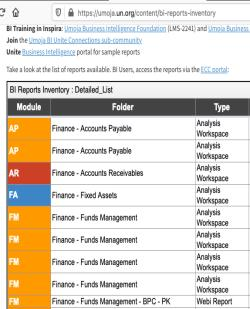 https://umoja.un.org/content/bi-reports-inventory
BI Training in Inspira: Umoja Business Intelligence Foundation (LMS-2241) and Umoja Business
Join the Umoja BI Unite Connections sub-community
Unite Business Intelligence portal for sample reports
Take a look at the list of reports available. BI Users, access the reports via the ECC portal:
BI Reports Inventory : Detailed_List
Module Folder Type
AP Finance - Accounts Payable Analysis Workspace
AP Finance - Accounts Payable Analysis Workspace
AR Finance - Accounts Receivables Analysis Workspace
FA Finance - Fixed Assets Analysis Workspace
FM Finance - Funds Management Analysis Workspace
FM Finance - Funds Management Analysis Workspace
FM Finance - Funds Management Analysis Workspace
FM Finance - Funds Management Analysis Workspace
FM Finance - Funds Management - BPC - PK Webi Report